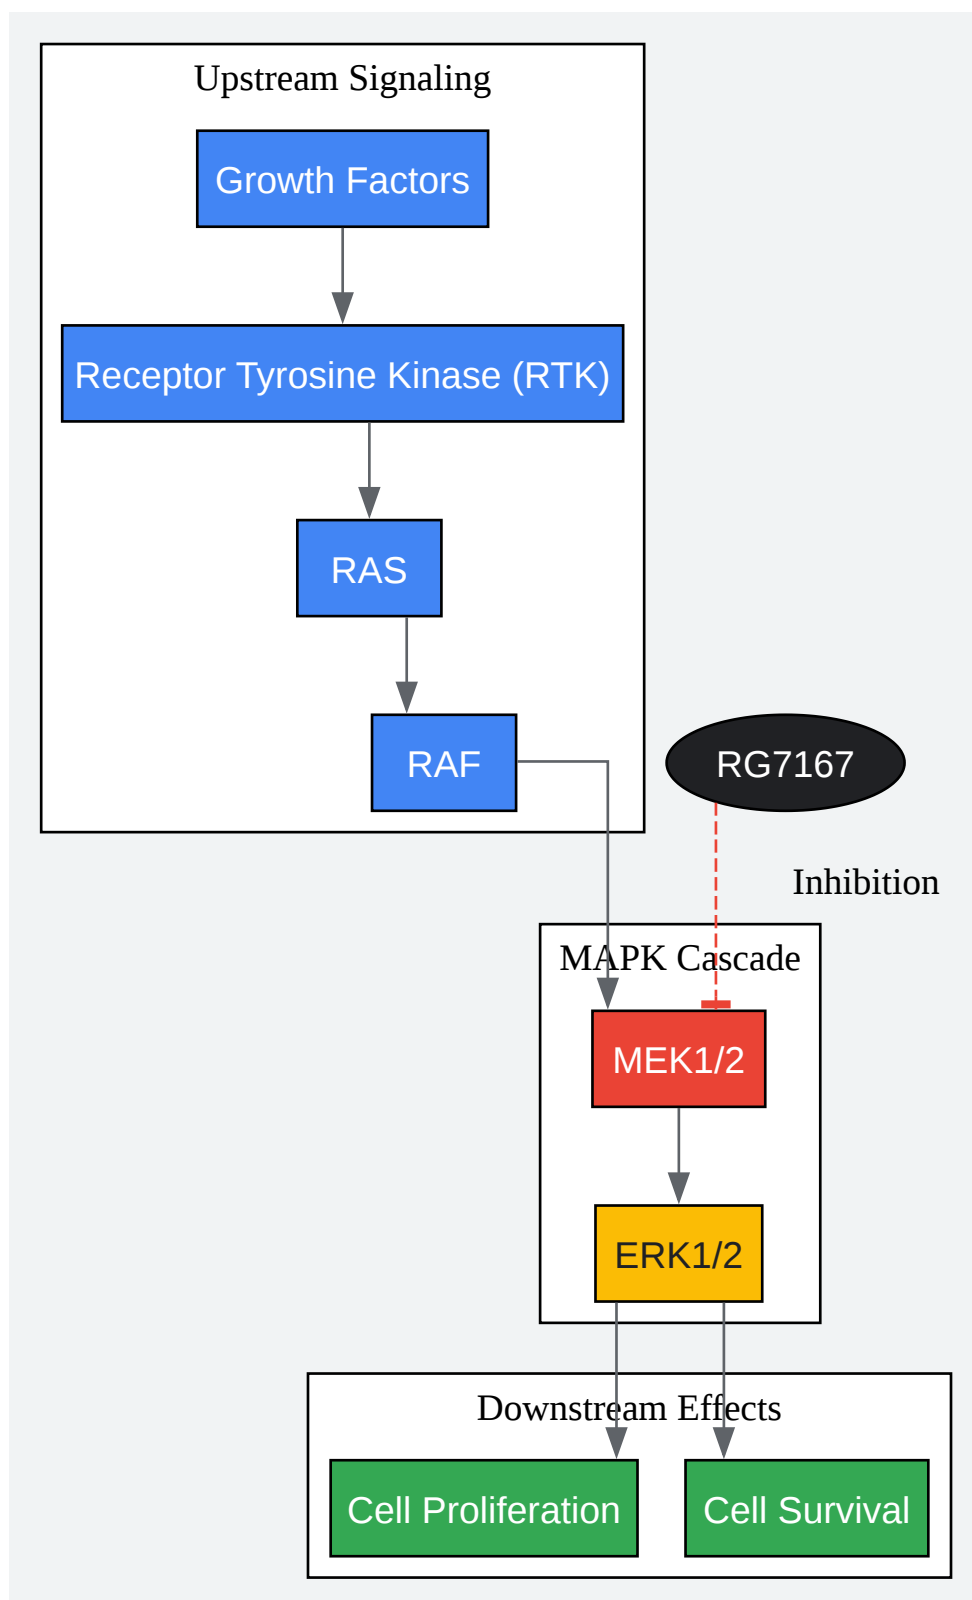 Upstream Signaling
Growth Factors
Receptor Tyrosine Kinase (RTK)
RAS
RAF
RG7167
Inhibition
MAPK Cascade
MEK1/2
ERK1/2
Downstream Effects
Cell Proliferation
Cell Survival